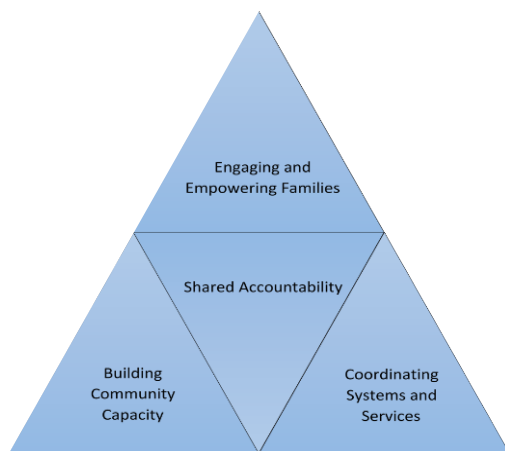 Engaging and
Empowering Families
Shared Accountability
Building
Community
Capacity
Coordinating
Systems and
Services